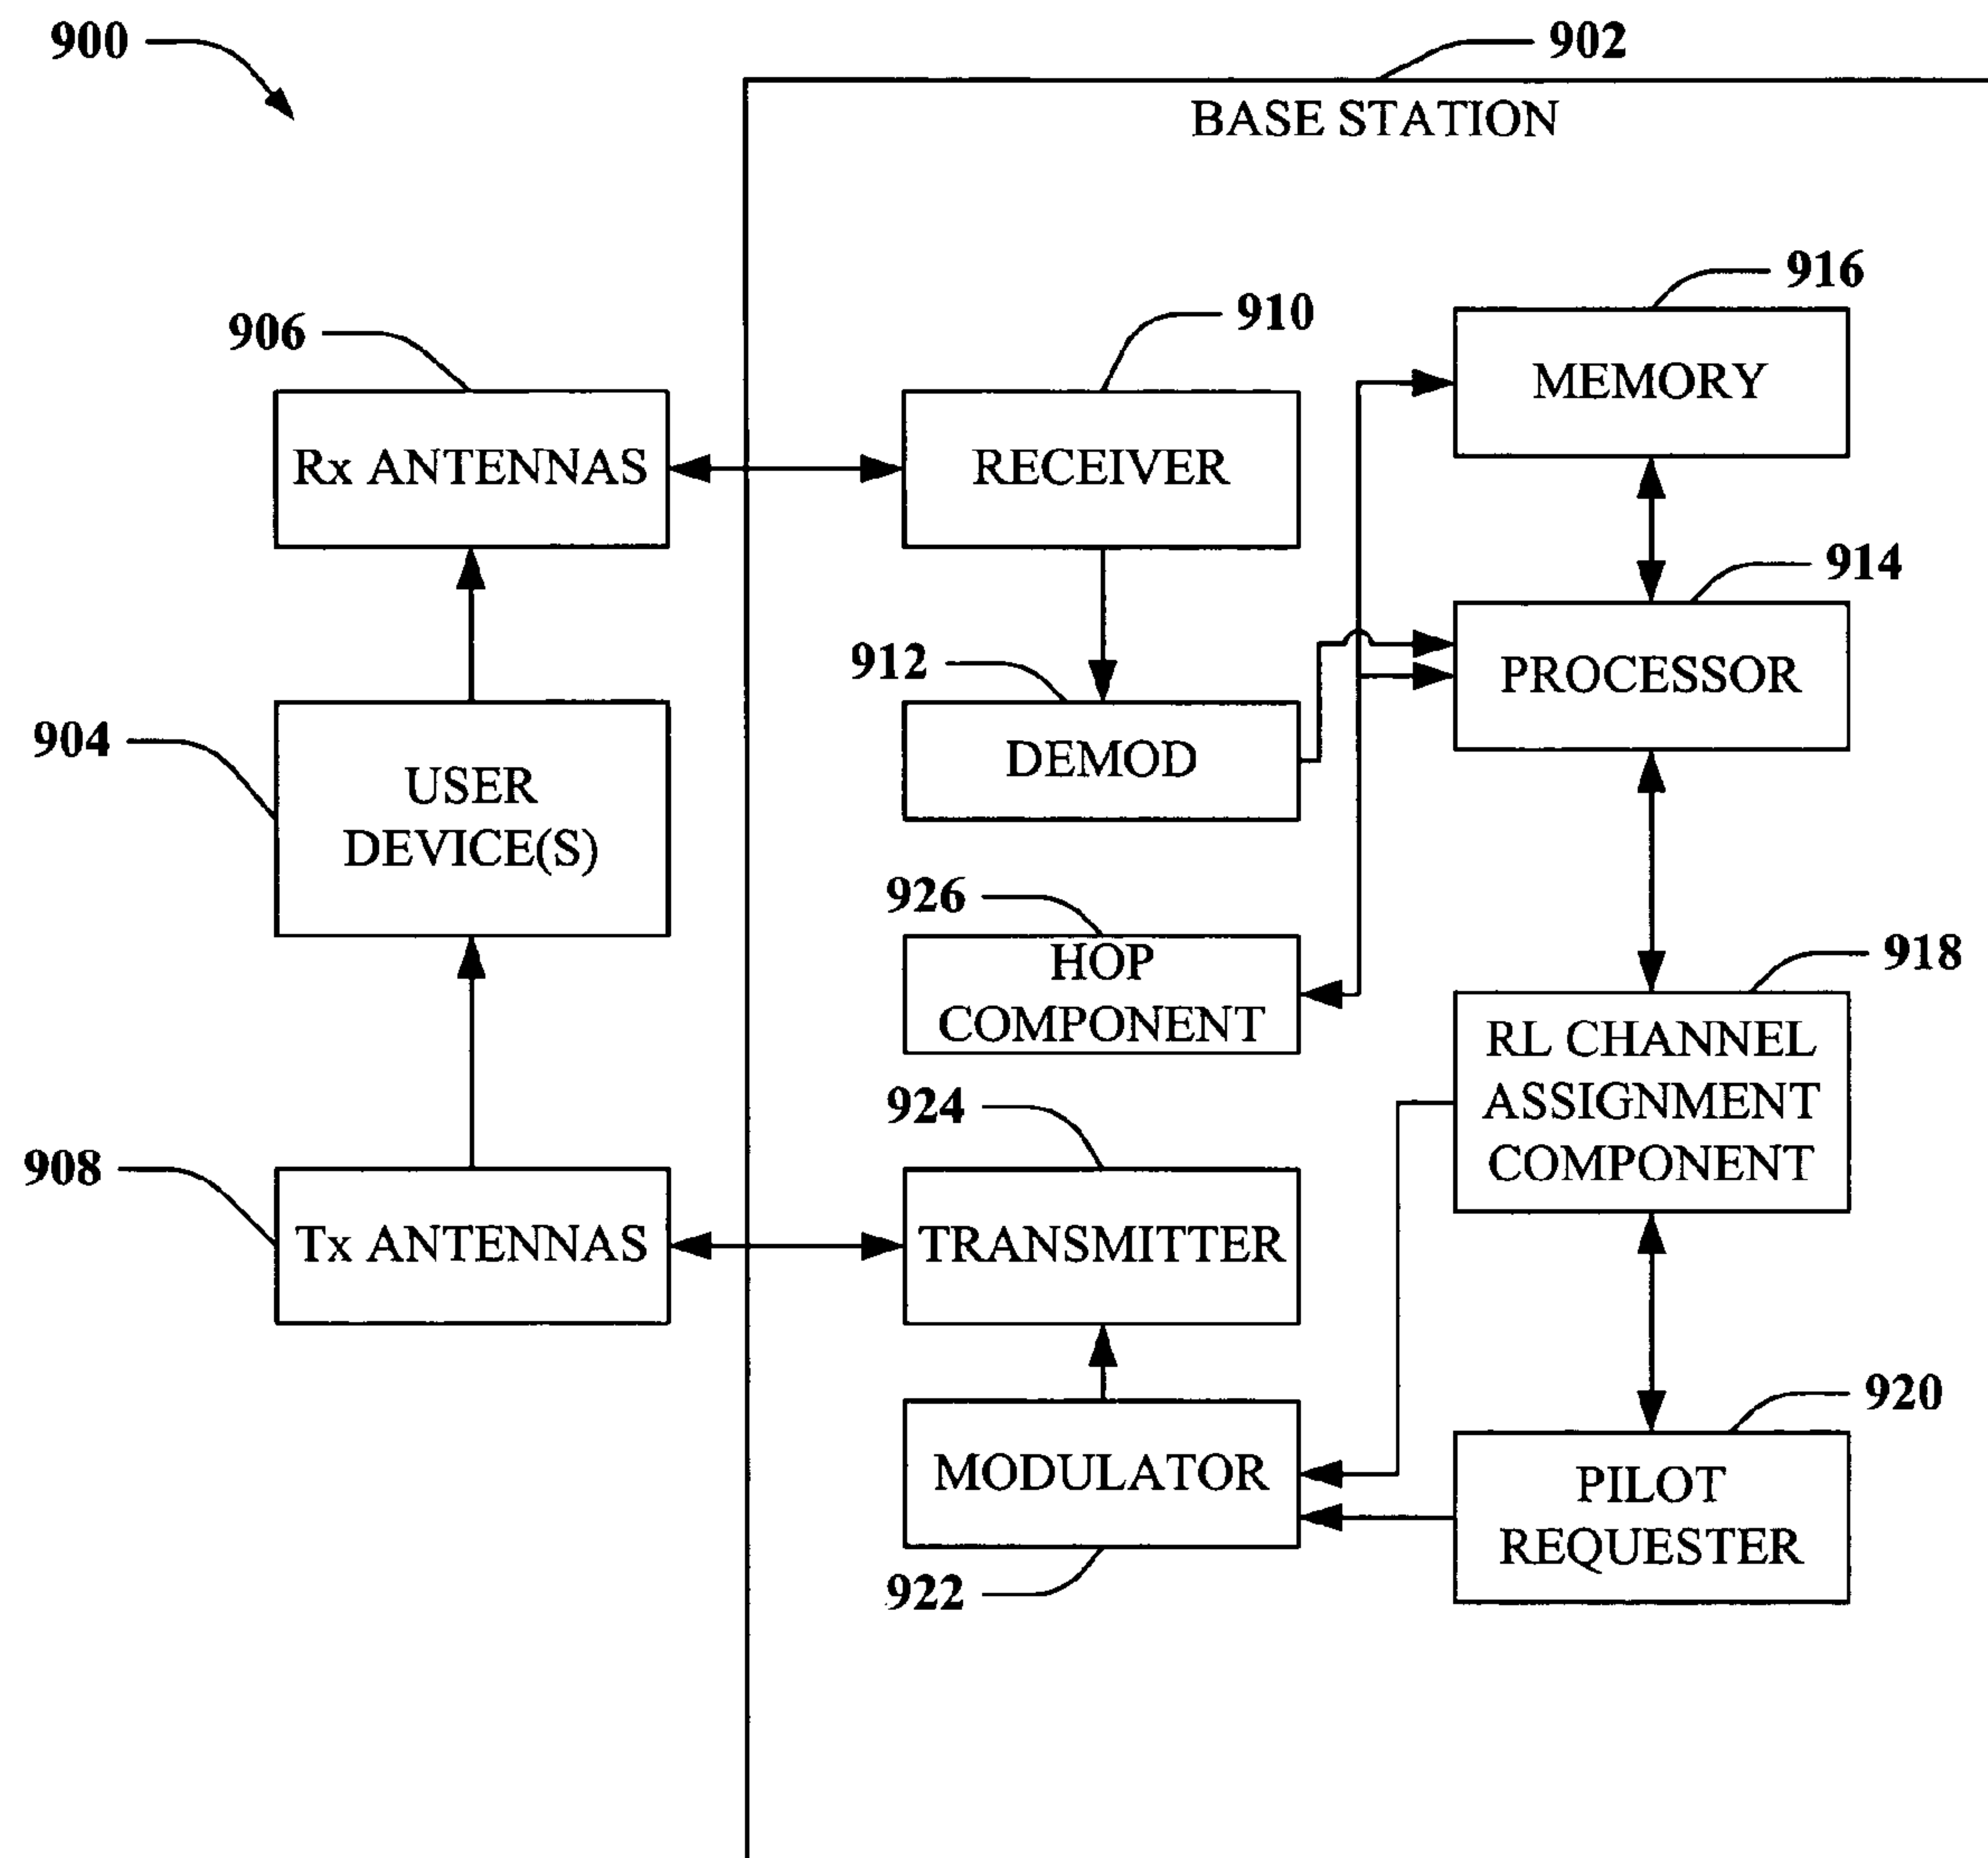 900
902
BASE STATION
916
910
906
MEMORY
Rx ANTENNAS
RECEIVER
914
912
PROCESSOR
904
DEMOD
USER
DEVICE(S)
926
HOP
COMPONENT
918
RL CHANNEL
ASSIGNMENT
COMPONENT
924
908
Tx ANTENNAS
TRANSMITTER
920
MODULATOR
PILOT
REQUESTER
922